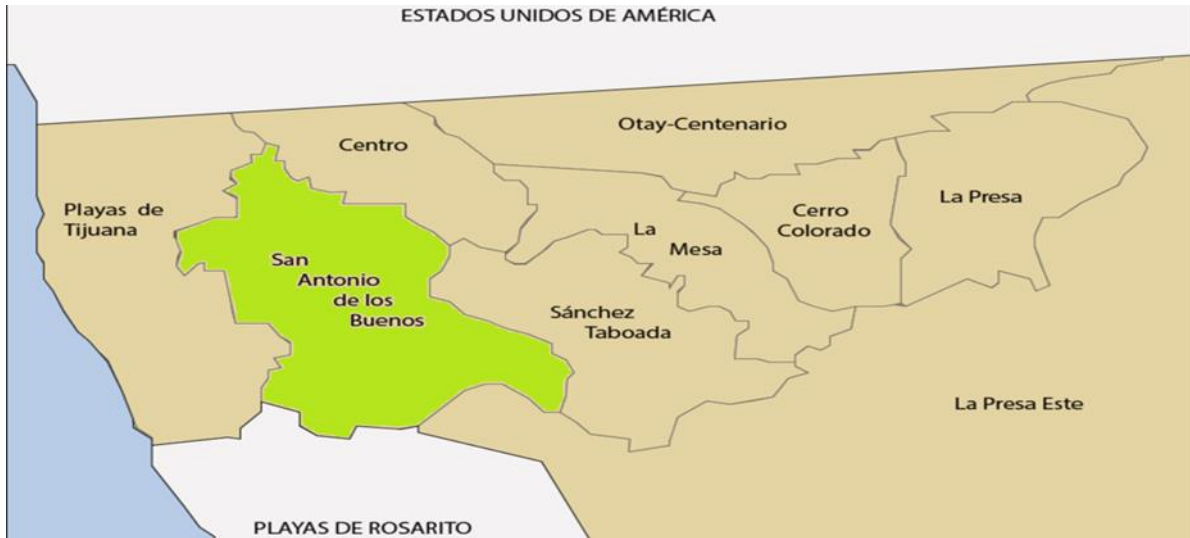 ESTADOS UNIDOS DE AMÉRICA
Otay-Centenario
Centro
La Presa
Playas de
Tijuana
Cerro
Colorado
La
Mesa
San
Antonio
de los
Buenos
Sánchez
Taboada
La Presa Este
PLAYAS DE ROSARITO